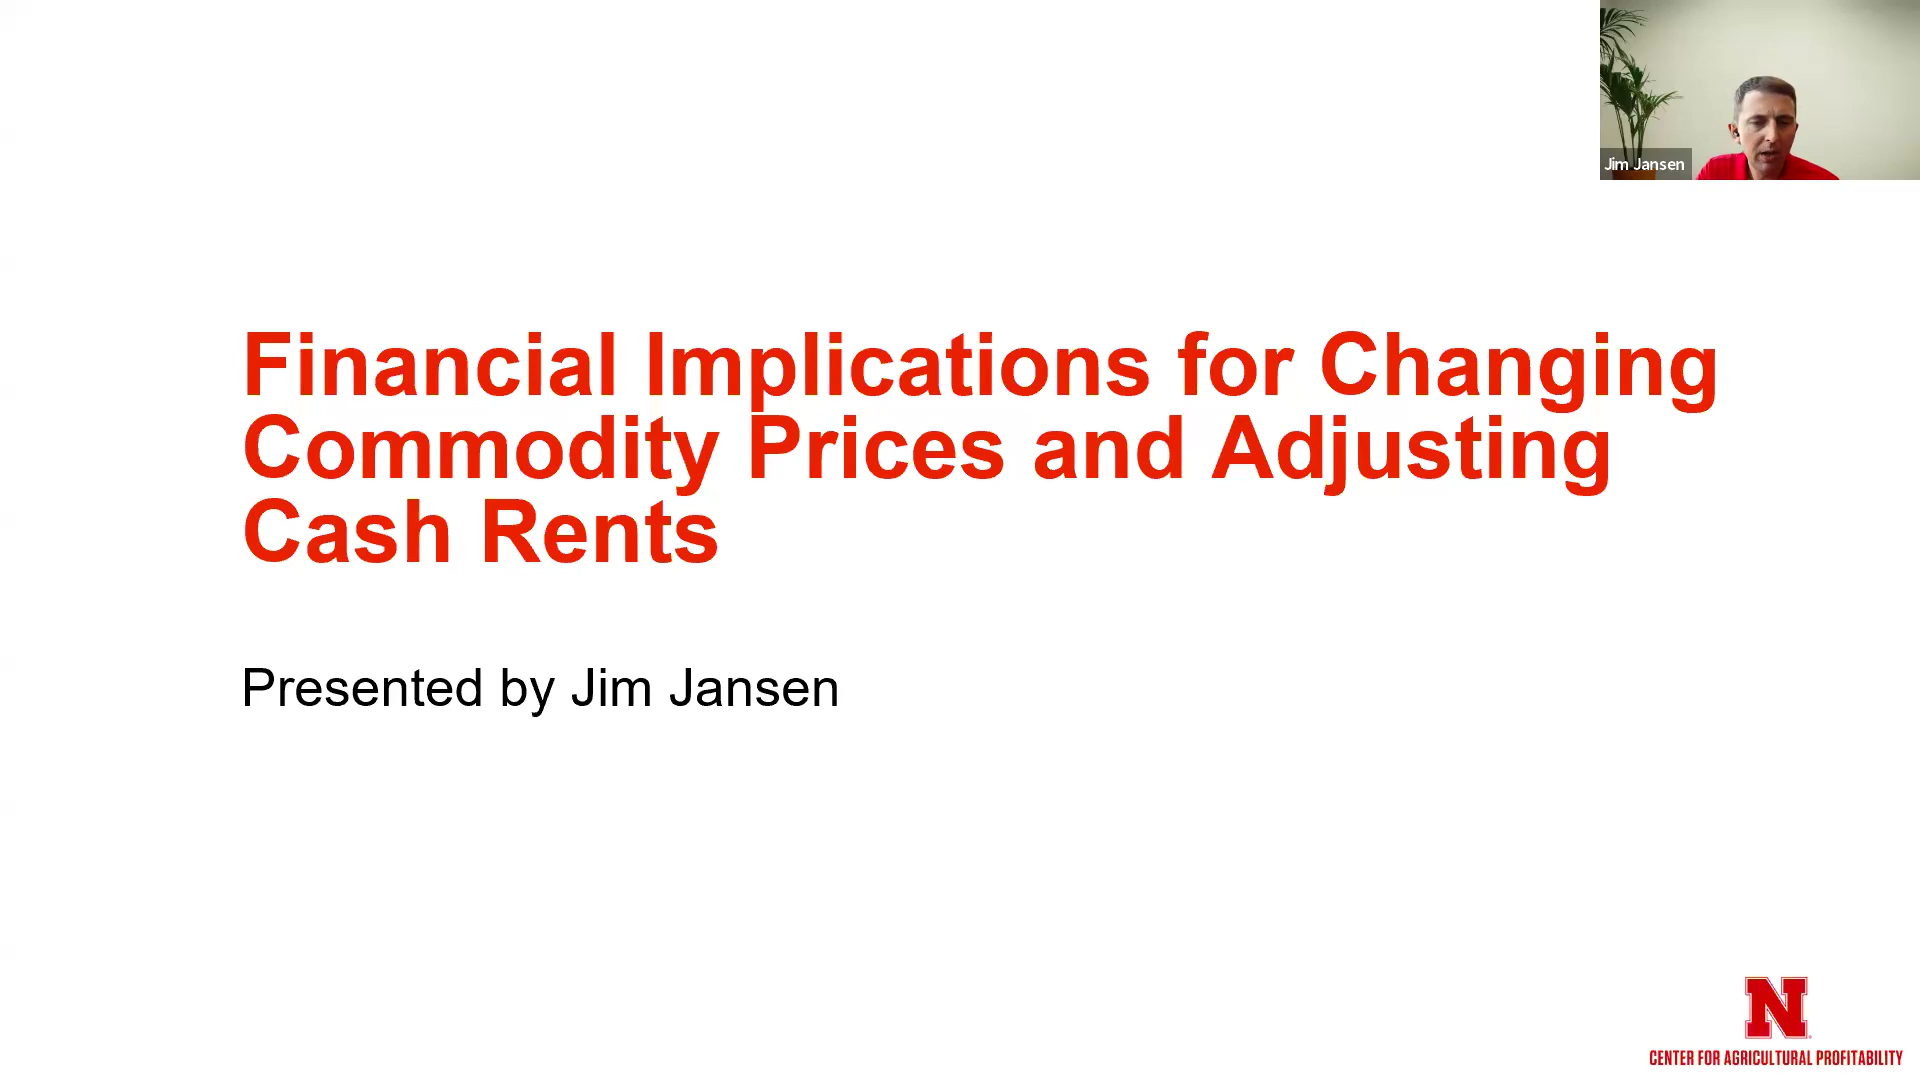 Jim Jansen
Financial Implications for Changing
Commodity Prices and Adjusting
Cash Rents
Presented by Jim Jansen
N
CENTER FOR AGRICULTURAL PROFITABILITY